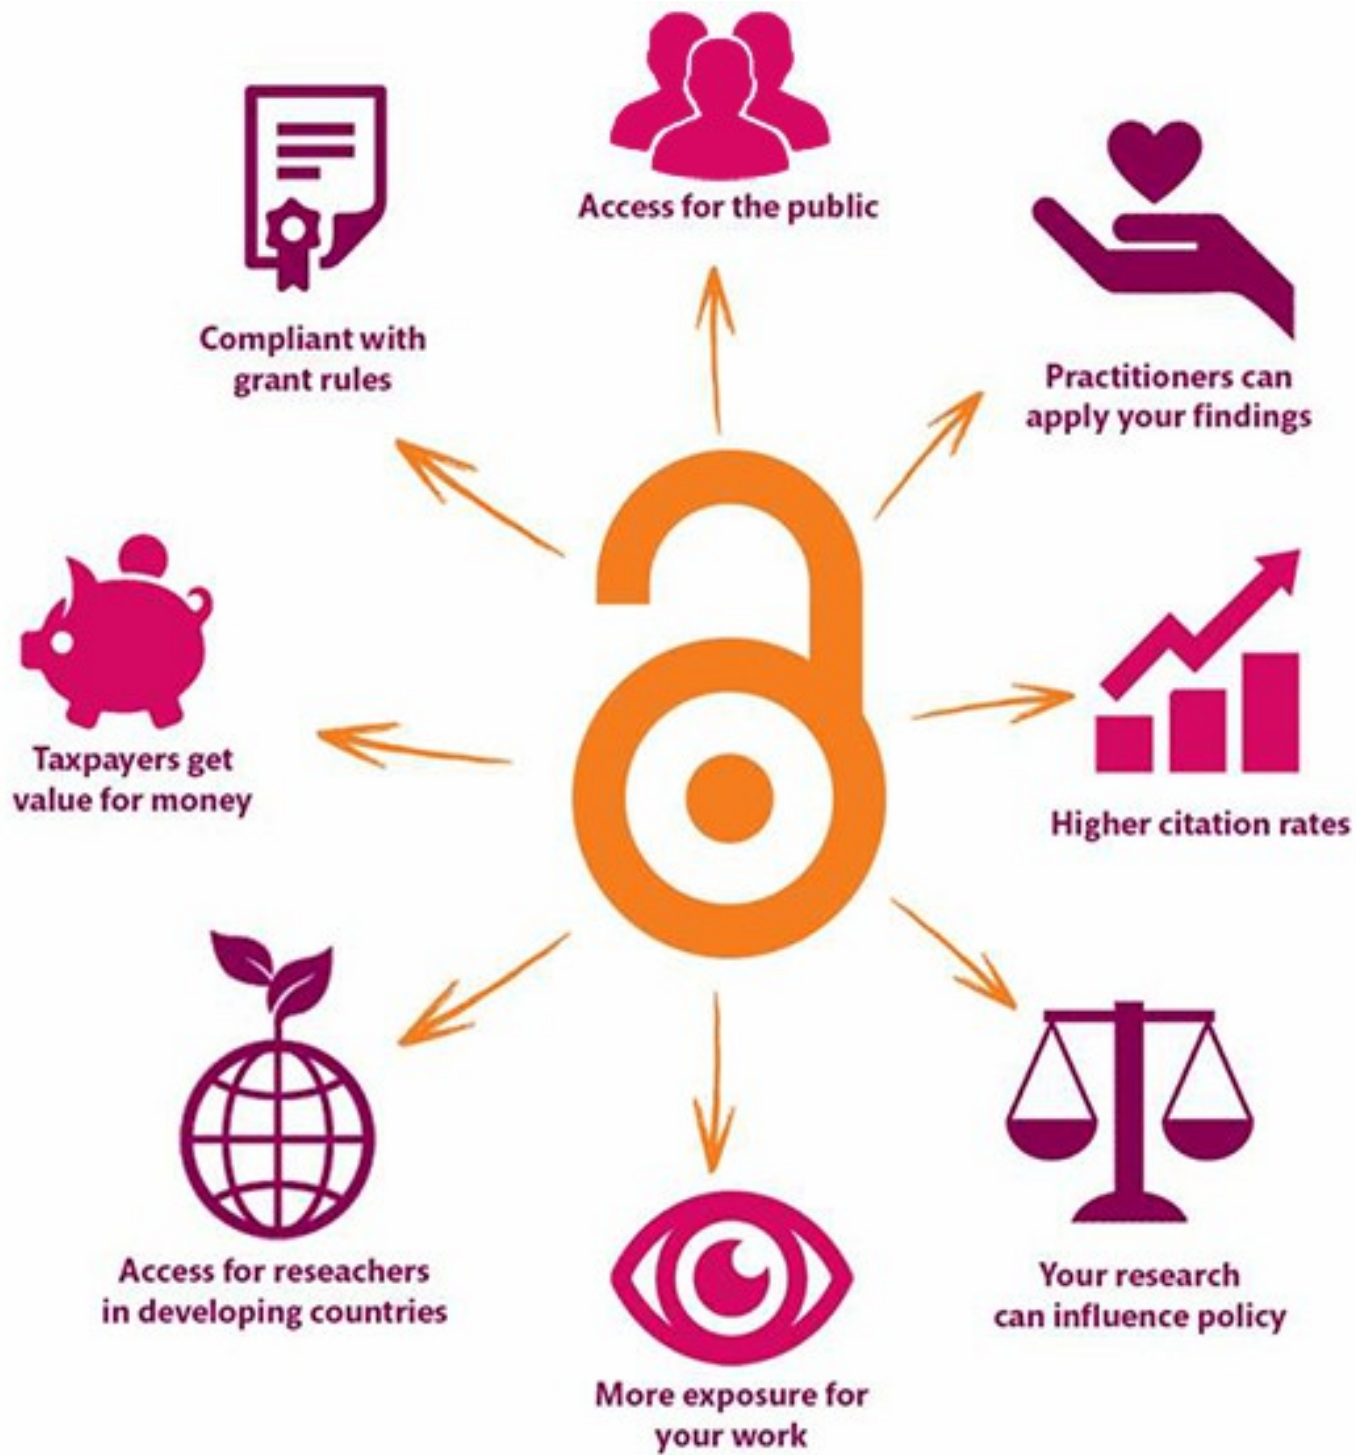 Access for the public
Compliant with
grant rules
Practitioners can
apply your findings
Taxpayers get
value for money
Higher citation rates
Access for reseachers
in developing countries
Your research
can influence policy
More exposure for
your work